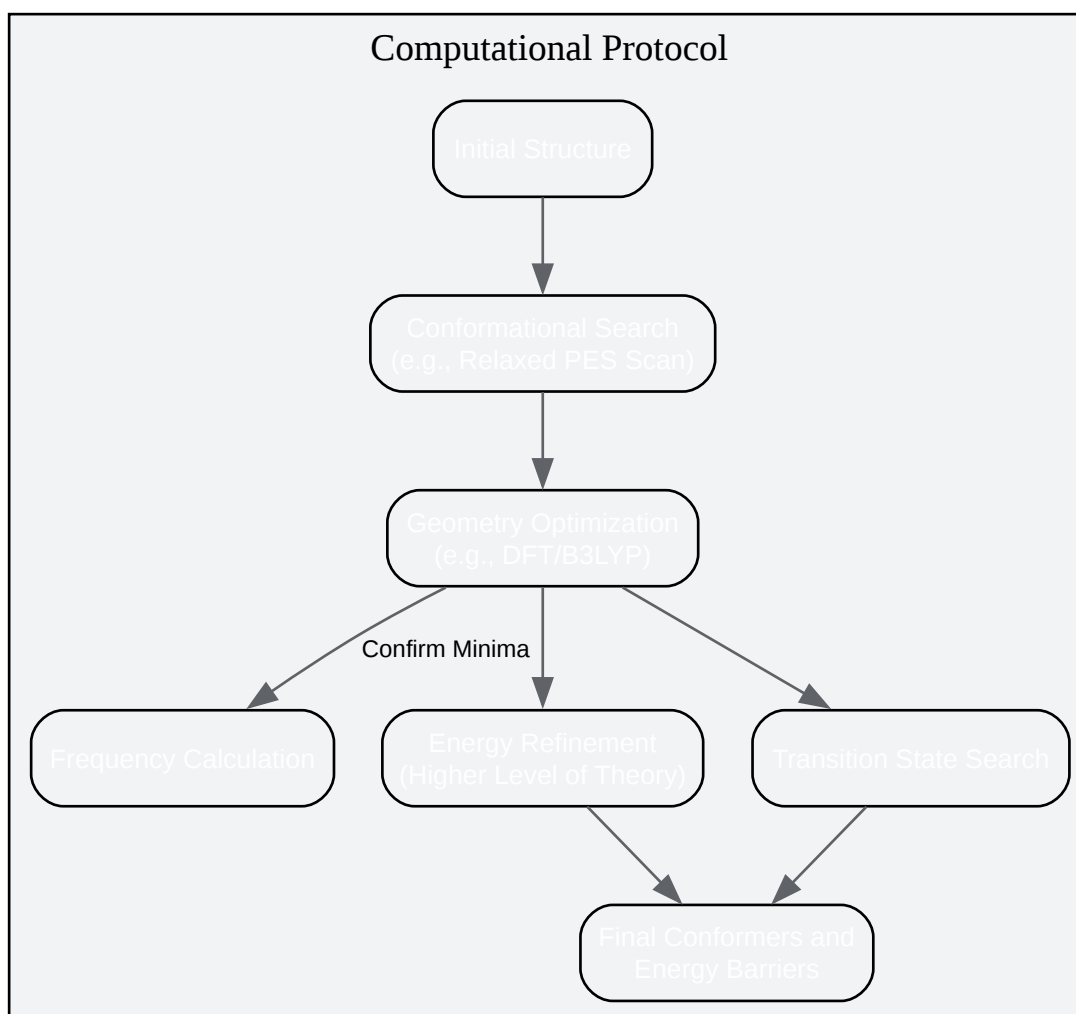 Computational Protocol
Initial Structure
Conformational Search
(e.g., Relaxed PES Scan)
Geometry Optimization
(e.g., DFT/B3LYP)
Confirm Minima
Frequency Calculation
Energy Refinement
(Higher Level of Theory)
Transition State Search
Final Conformers and
Energy Barriers